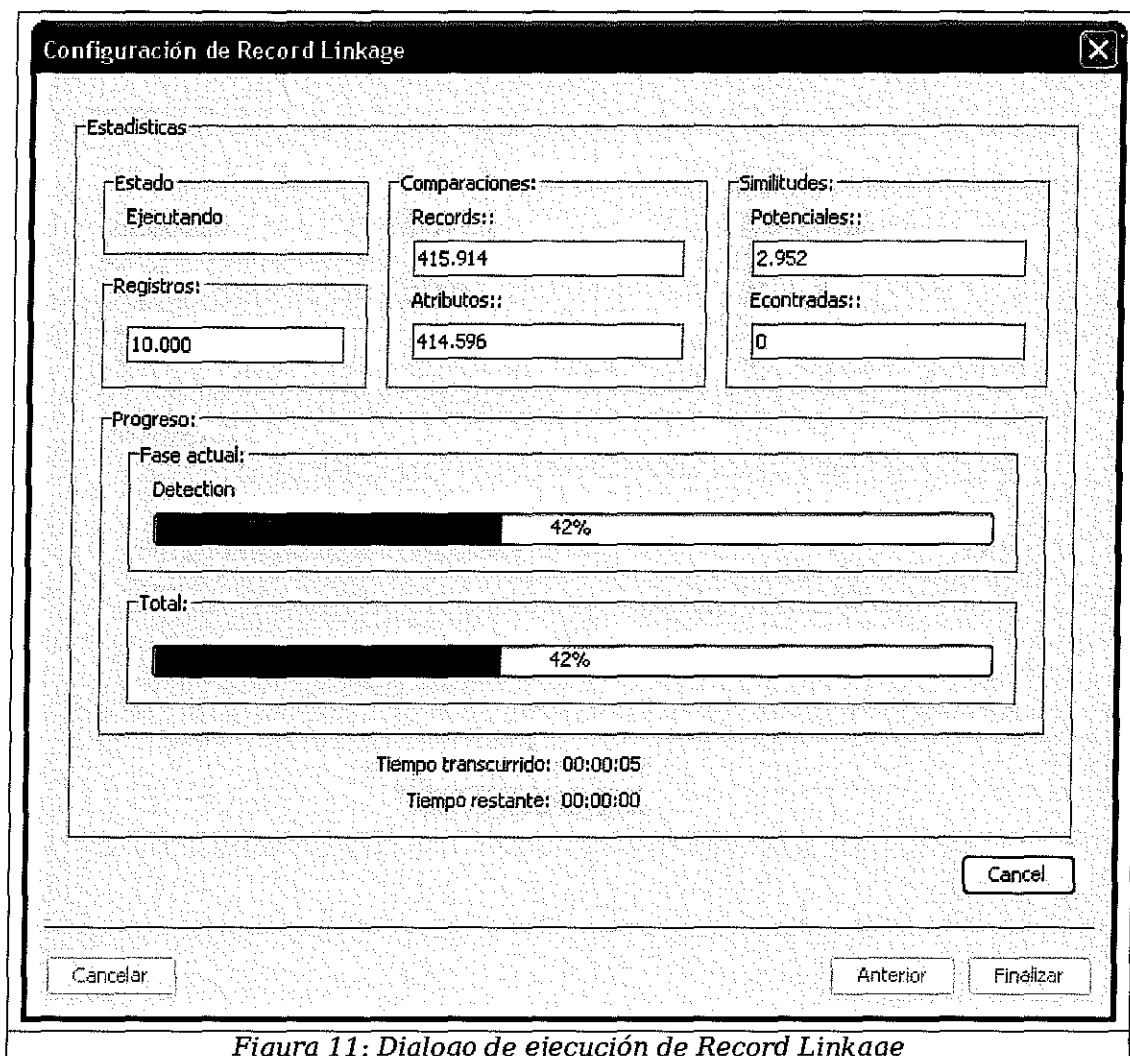 Configuración de Record Linkage
Estadísticas
Estado
Ejecutando
Registros:
10.000
Comparaciones:
Records::
415.914
Atributos::
414.596
Similitudes:
Potenciales::
2.952
Econtradas::
0
Progreso:
Fase actual:
Detection
42%
Total:
42%
Tiempo transcurrido: 00:00:05
Tiempo restante: 00:00:00
Cancel
Cancelar
Anterior
Finalizar
Figura 11: Dialogo de ejecución de Record Linkage